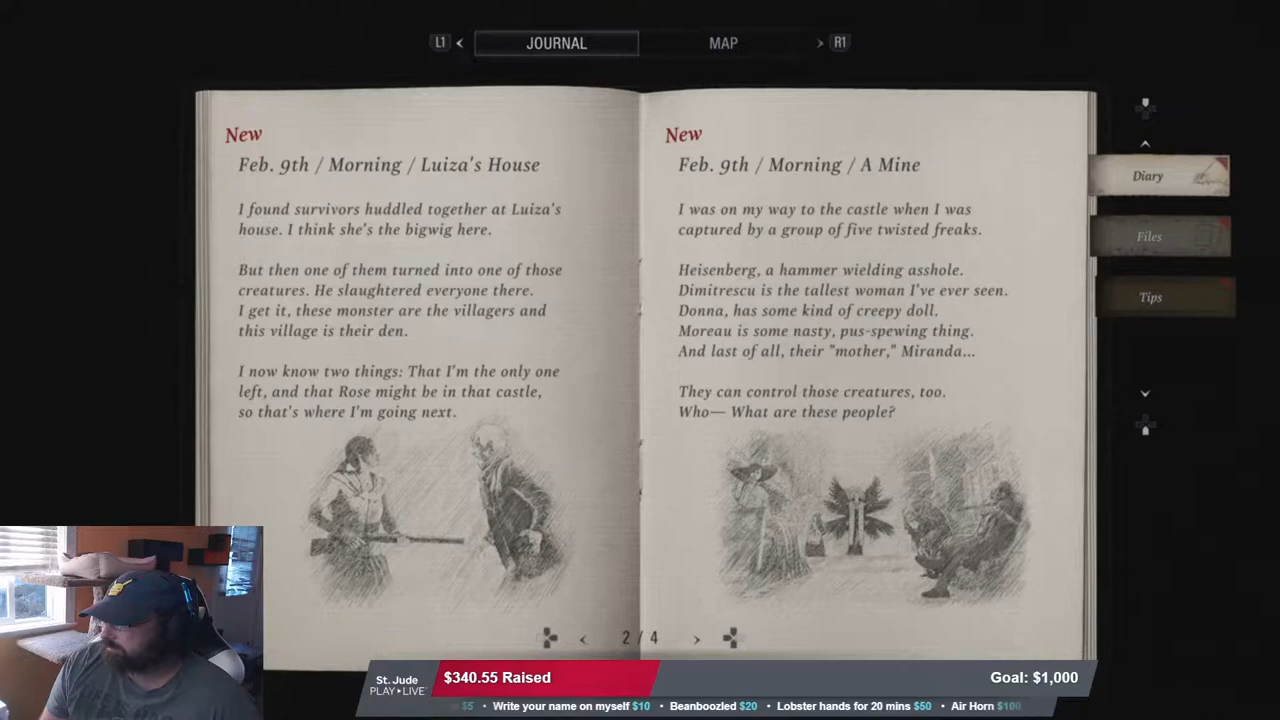 L1 < JOURNAL MAP > R1
New
Feb. 9th / Morning / Luiza's House
I found survivors huddled together at Luiza's
house. I think she's the bigwig here.
But then one of them turned into one of those
creatures. He slaughtered everyone there.
I get it, these monster are the villagers and
this village is their den.
I now know two things: That I'm the only one
left, and that Rose might be in that castle,
so that's where I'm going next.
New
Feb. 9th / Morning / A Mine
I was on my way to the castle when I was
captured by a group of five twisted freaks.
Heisenberg, a hammer wielding asshole.
Dimitrescu is the tallest woman I've ever seen.
Donna, has some kind of creepy doll.
Moreau is some nasty, pus-spewing thing.
And last of all, their "mother," Miranda...
They can control those creatures, too.
Who— What are these people?
Diary
Files
Tips
< 2 / 4 >
St. Jude
PLAY LIVE
$340.55 Raised
Goal: $1,000
$5 • Write your name on myself $10 • Beanboozled $20 • Lobster hands for 20 mins $50 • Air Horn $100